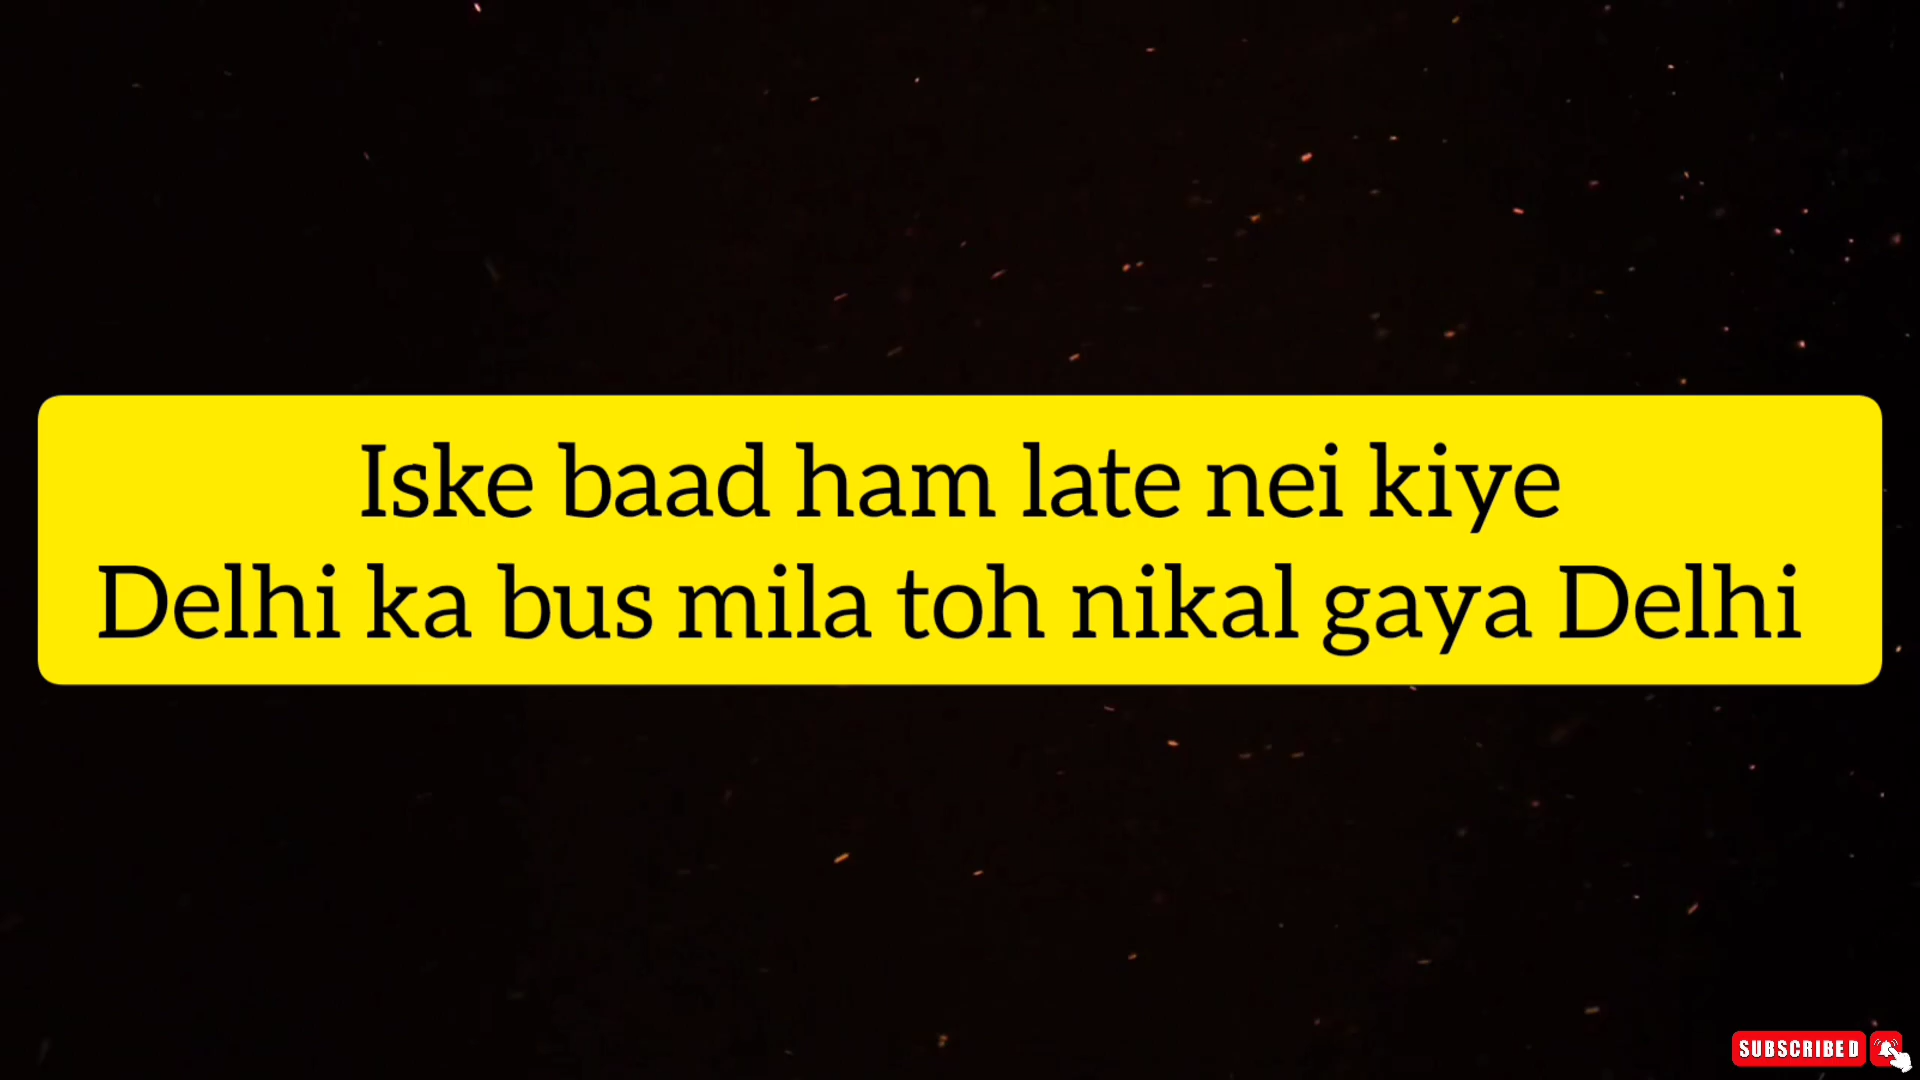 Iske baad ham late nei kiye
Delhi ka bus mila toh nikal gaya Delhi
SUBSCRIBED